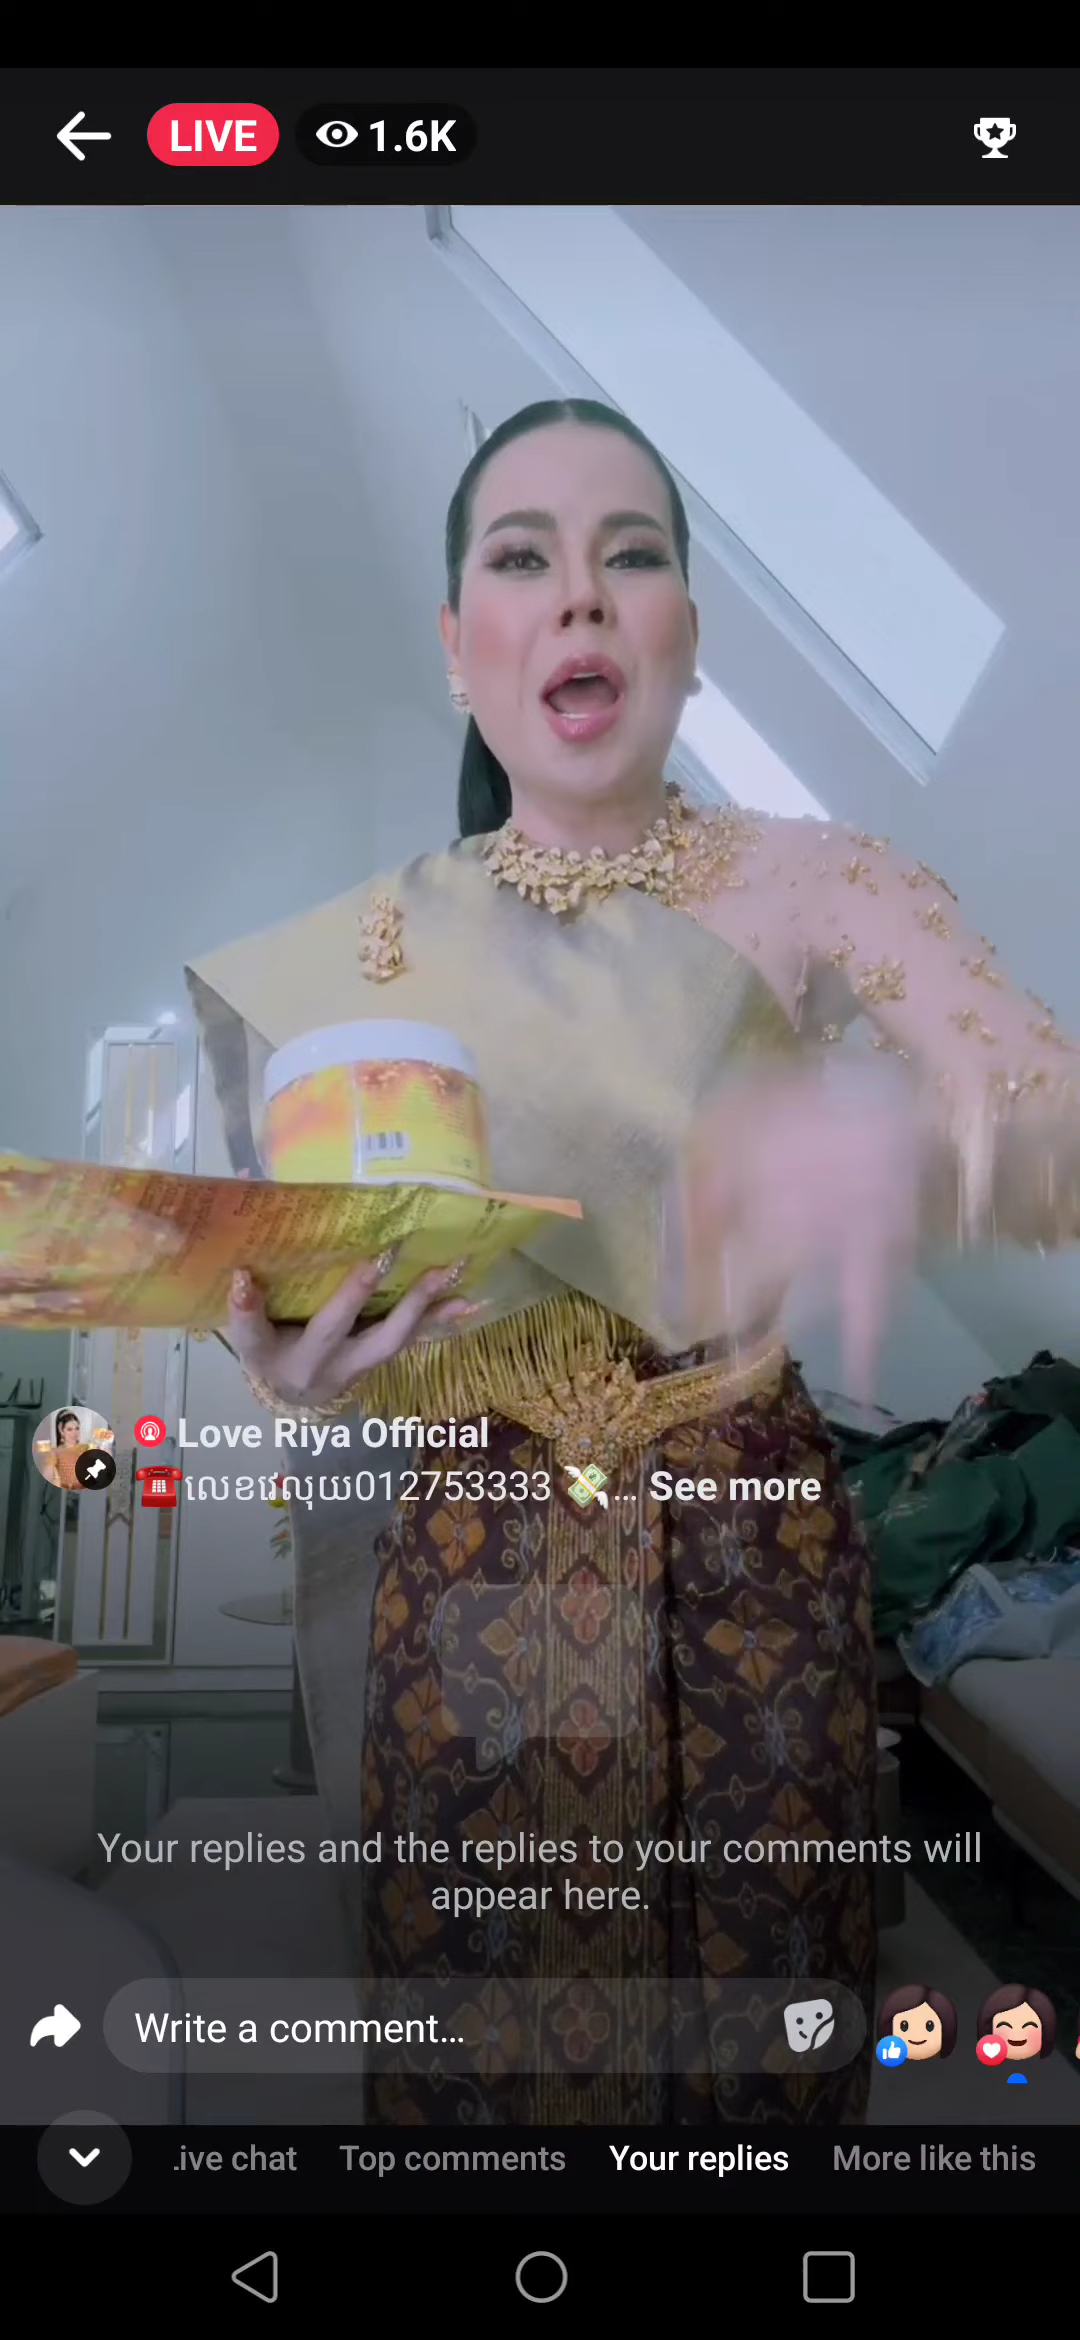 LIVE
1.6K
Love Riya Official
☎️លេខវេលុយ012753333 💸... See more
Your replies and the replies to your comments will
appear here.
Write a comment...
.ive chat Top comments Your replies More like this